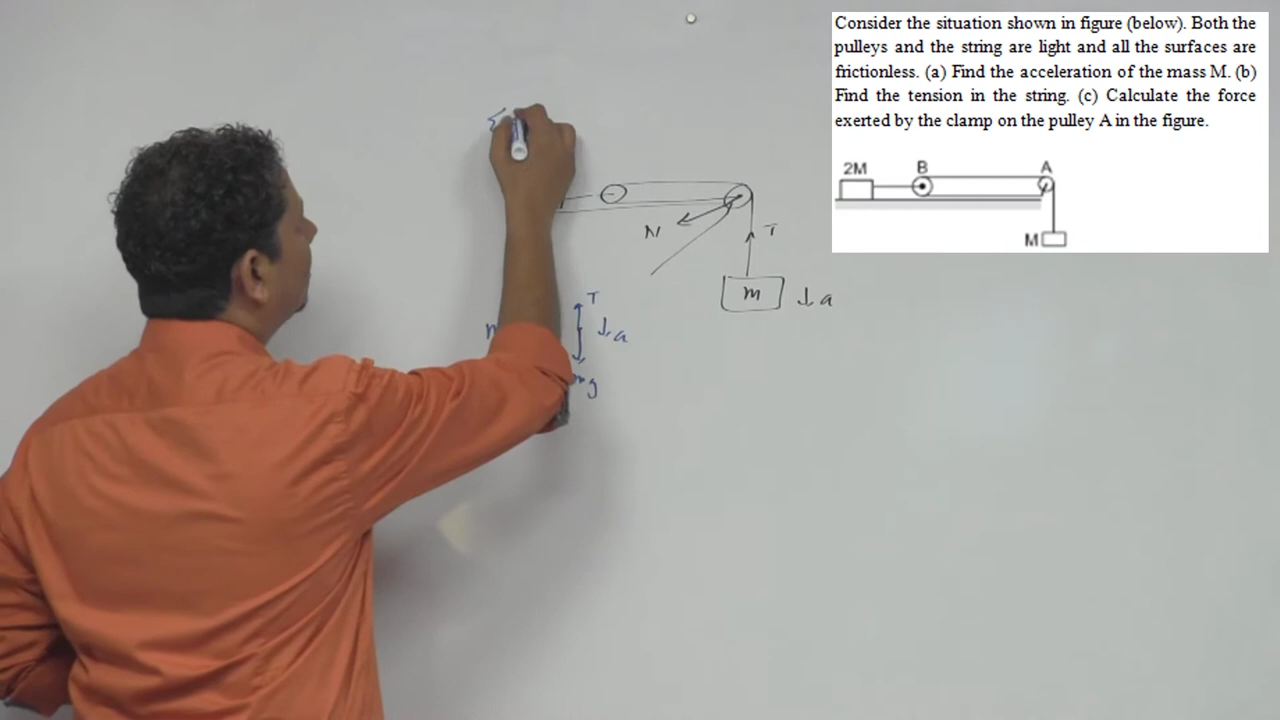 Consider the situation shown in figure (below). Both the
pulleys and the string are light and all the surfaces are
frictionless. (a) Find the acceleration of the mass M. (b)
Find the tension in the string. (c) Calculate the force
exerted by the clamp on the pulley A in the figure.
2M B A
M
N T
m a
T
a
mg